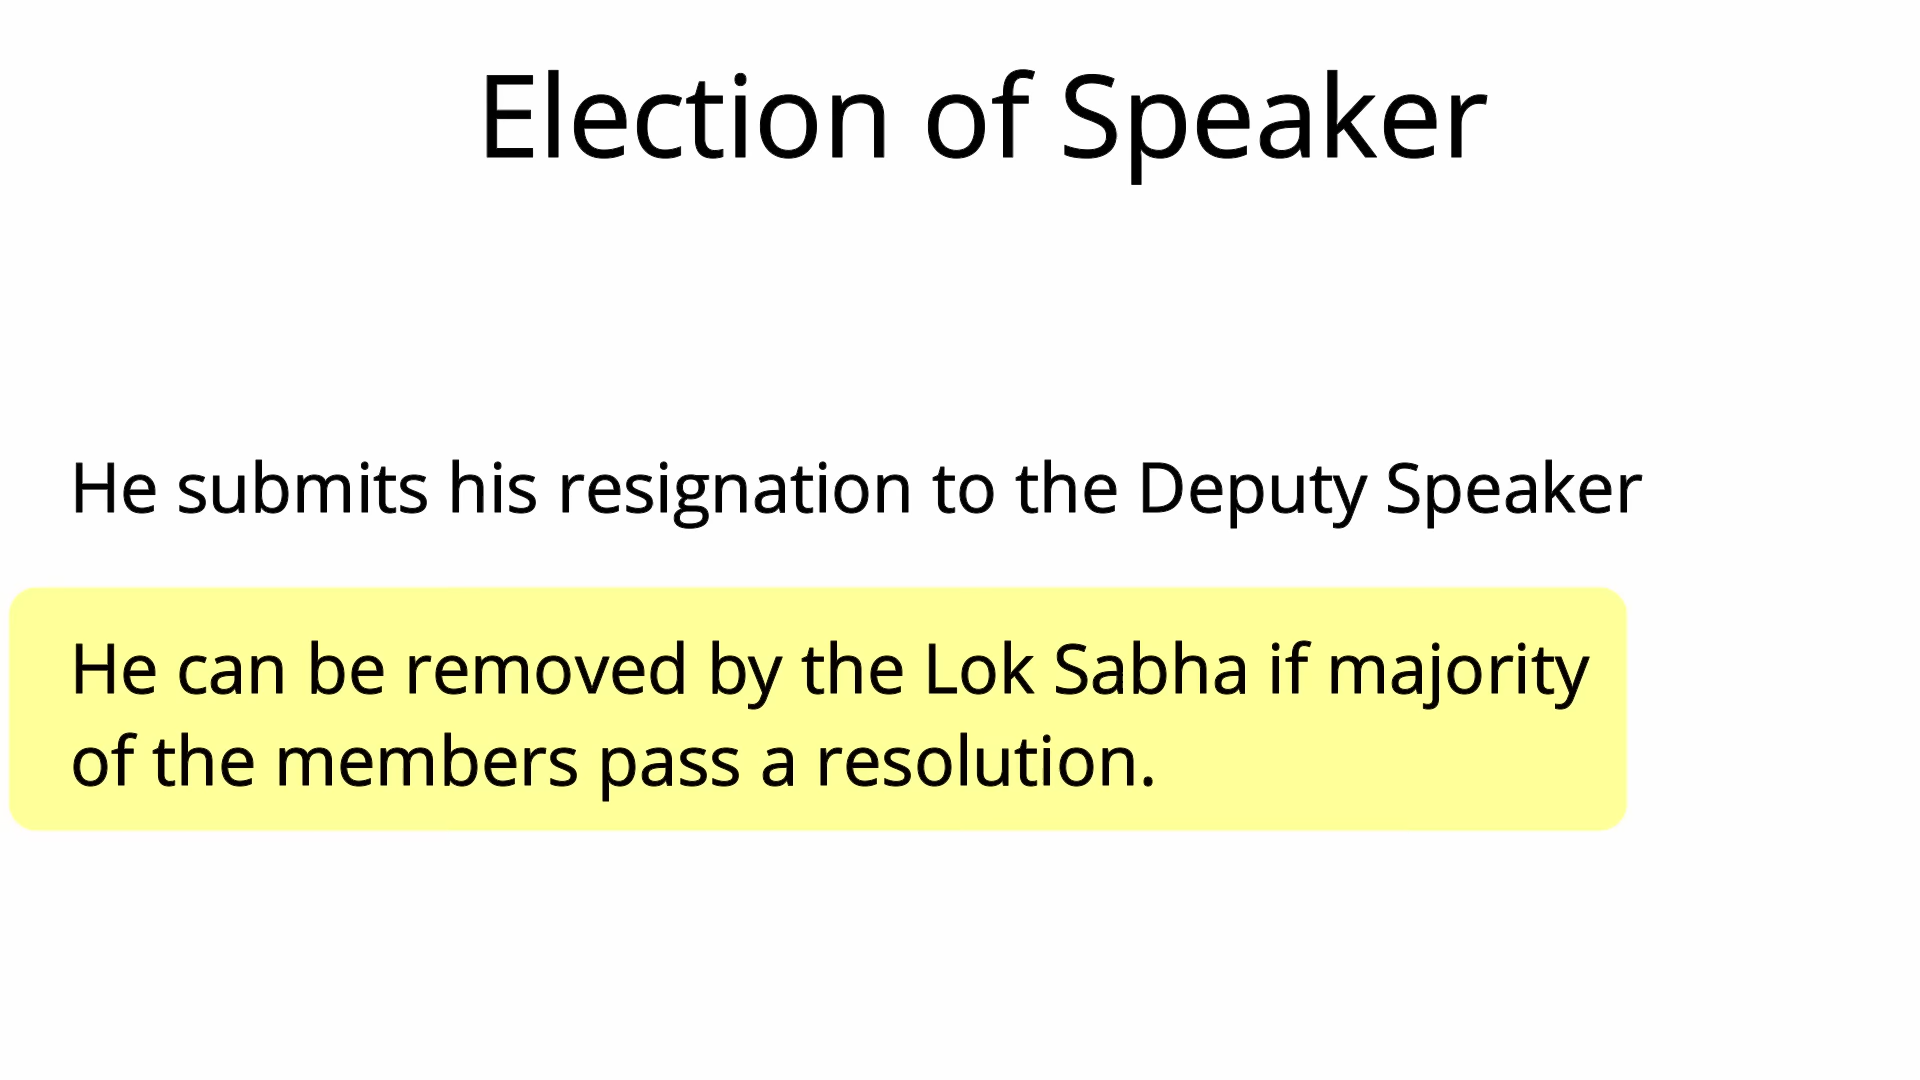 Election of Speaker
He submits his resignation to the Deputy Speaker
He can be removed by the Lok Sabha if majority
of the members pass a resolution.